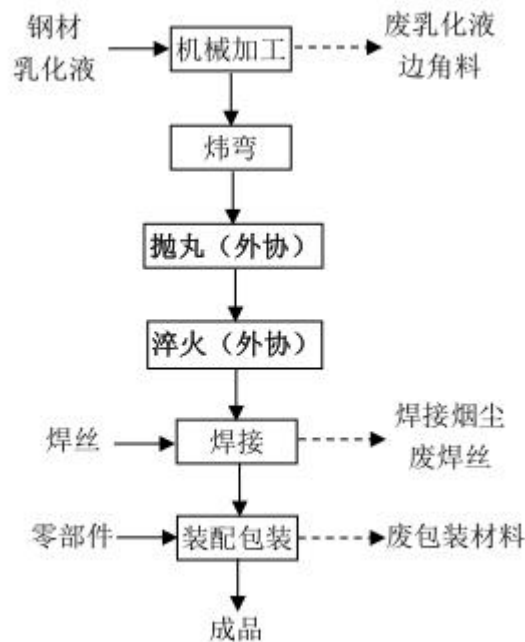 钢材
乳化液
机械加工
废乳化液
边角料
炜弯
抛丸（外协）
淬火（外协）
焊丝
焊接
焊接烟尘
废焊丝
零部件
装配包装
废包装材料
成品